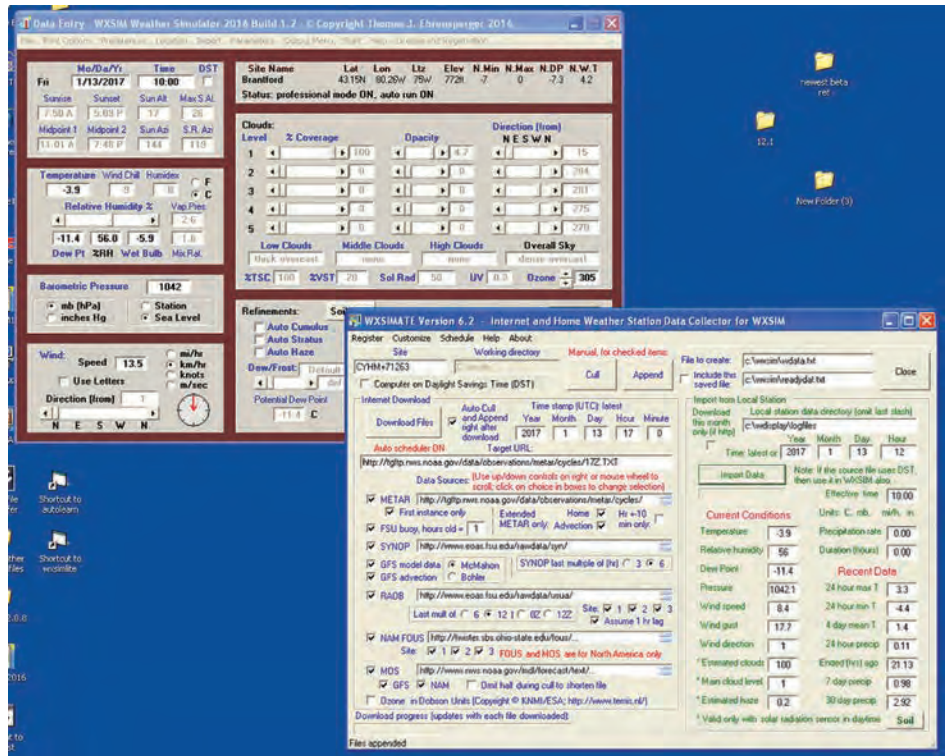 Data Entry - WXSIM Weather Simulator 2016 Build 1.2 - © Copyright Thomas J. Ehrensperger 2016
Mo/Da/Yr Time DST
Fri 1/13/2017 10:00
Sunrise Sunset Sun Alt Max S.Al.
7:50 A 5:08 P 17 26
Midpoint 1 Midpoint 2 Sun Azi S.R. Azi
11:01 A 7:46 P 144 119
Site Name Lat Lon Ltz Elev N.Min N.Max N.DP N.W.T
Brantford 43.15N 80.26W 75W 772ft -7 0 -7.3 4.2
Status: professional mode ON, auto run ON
Temperature Wind Chill Humidex F
-3.9 C
Relative Humidity % Vap.Pres.
2.6
-11.4 56.0 -5.9 1.6
Dew Pt %RH Wet Bulb Mix Rat.
Clouds: Direction (from)
Level % Coverage Opacity N E S W N
1 100 4.7 15
2 0 0 284
3 0 0 281
4 0 0 275
5 0 0 270
Low Clouds Middle Clouds High Clouds Overall Sky
thick overcast none none dense overcast
%TSC 100 %VST 20 Sol Rad 50 UV 0.3 Ozone 305
Barometric Pressure 1042
mb (hPa) Station
inches Hg Sea Level
Wind: mi/hr
Speed 13.5 km/hr
Use Letters knots
Direction (from) 1 m/sec
N E S W N
Refinements: Soil
Auto Cumulus
Auto Stratus
Auto Haze
Dew/Frost: Default
def
Potential Dew Point
-11.4 C
newest beta
ret
12.1
New Folder (3)
Shortcut to
autolearn
Shortcut to
wxsimlite
2016
WXSIMATE Version 6.2 - Internet and Home Weather Station Data Collector for WXSIM
Register Customize Schedule Help About
Site Working directory Manual, for checked items:
CYHM+71263 Cull Append
Computer on Daylight Savings Time (DST)
File to create: c:\wxsim\wdata.txt
Include this saved file: c:\wxsim\readydat.txt
Close
Internet Download
Download Files
Auto Cull and Append right after download
Time stamp (UTC): latest
Year Month Day Hour Minute
2017 1 13 17 0
Auto scheduler ON Target URL:
http://tgftp.nws.noaa.gov/data/observations/metar/cycles/17Z.TXT
Data Sources: (Use up/down controls on right or mouse wheel to
scroll; click on choice in boxes to change selection)
METAR http://tgftp.nws.noaa.gov/data/observations/metar/cycles/
First instance only Extended Home Hr +-10
FSU buoy, hours old = 1 METAR only: Advection min only:
SYNOP http://www.eoas.fsu.edu/rawdata/syn/
GFS model data McMahon SYNOP last multiple of (hr) 3 6
GFS advection Bohler
RAOB http://www.eoas.fsu.edu/rawdata/usua/
Last mult of 6 12 0Z 12Z Site: 1 2 3
Assume 1 hr lag
NAM FOUS http://twister.sbs.ohio-state.edu/fous/...
Site: 1 2 3 FOUS and MOS are for North America only
MOS http://www.nws.noaa.gov/mdl/forecast/text/...
GFS NAM Omit hall during cull to shorten file
Ozone in Dobson Units (Copyright © KNMI/ESA; http://www.temis.nl/)
Download progress (updates with each file downloaded)
Files appended
Import from Local Station
Download this month only (if http)
Local station data directory (omit last slash)
c:\wdisplay\logfiles
Year Month Day Hour
Time: latest or 2017 1 13 12
Import Data
Note: If the source file uses DST,
then use it in WXSIM also.
Effective time 10:00
Current Conditions Units: C, mb, mi/h, in
Temperature -3.9 Precipitation rate 0.00
Relative humidity 56 Duration (hours) 0.00
Dew Point -11.4 Recent Data
Pressure 1042.1 24 hour max T 3.3
Wind speed 8.4 24 hour min T -4.4
Wind gust 17.7 4 day mean T 1.4
Wind direction 1 24 hour precip 0.11
*Estimated clouds 100 Ended (hrs) ago 21.13
* Main cloud level 1 7 day precip 0.98
* Estimated haze 0.2 30 day precip 2.92
* Valid only with solar radiation sensor in daytime Soil